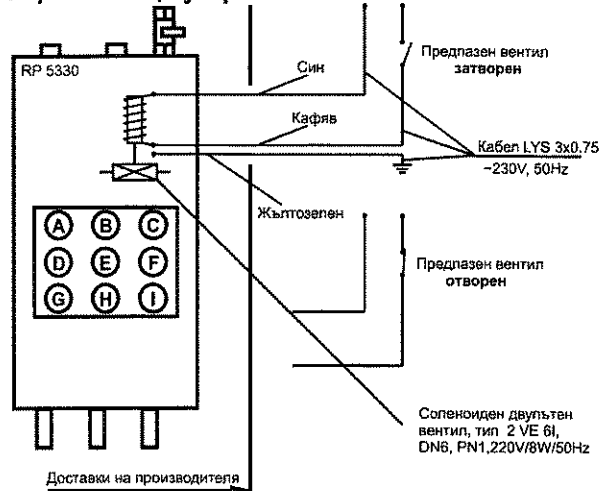 RP 5330
Син
Предпазен вентил
затворен
Кафяв
Кабел LYS 3x0.75
~230V, 50Hz
Жълтозелен
A B C
D E F
G H I
Предпазен вентил
отворен
Соленоиден двупътен
вентил, тип 2 VE 6I,
DN6, PN1,220V/8W/50Hz
Доставки на производителя